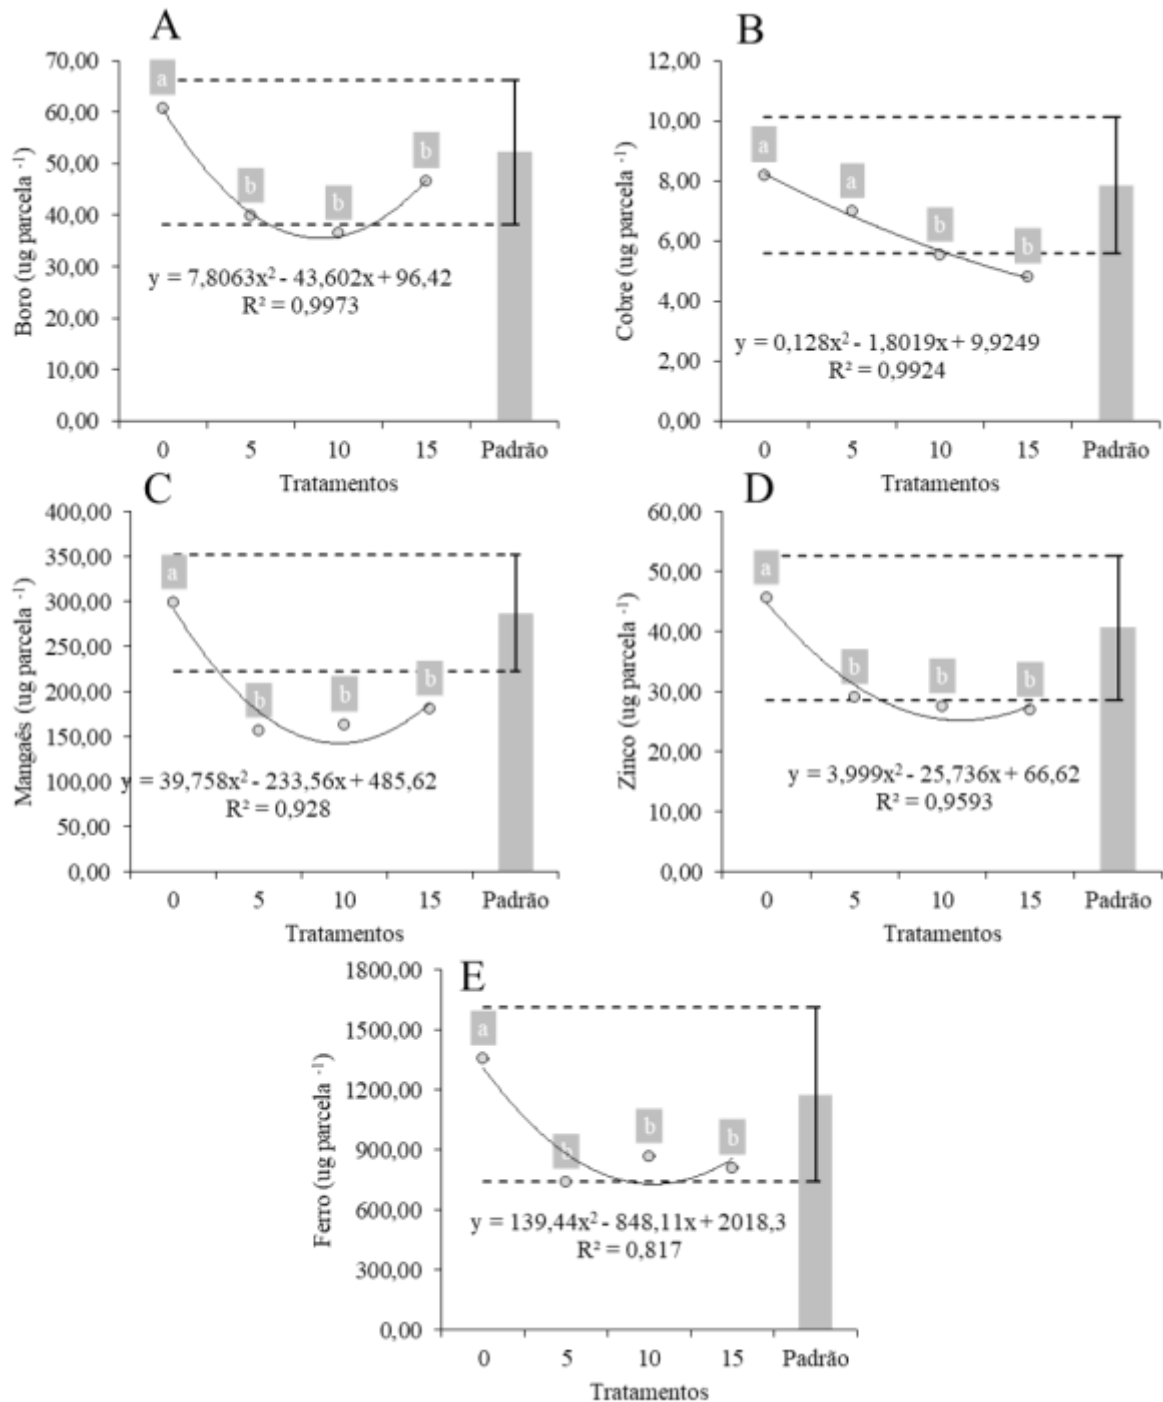 A
70,00
60,00
50,00
40,00
30,00
20,00
10,00
0,00
Boro (ug parcela -1)
a
b
b
b
y = 7,8063x² - 43,602x + 96,42
R² = 0,9973
0 5 10 15 Padrão
Tratamentos
B
12,00
10,00
8,00
6,00
4,00
2,00
0,00
Cobre (ug parcela -1)
a
a
b
b
y = 0,128x² - 1,8019x + 9,9249
R² = 0,9924
0 5 10 15 Padrão
Tratamentos
C
400,00
350,00
300,00
250,00
200,00
150,00
100,00
50,00
0,00
Mangaês (ug parcela -1)
a
b
b
b
y = 39,758x² - 233,56x + 485,62
R² = 0,928
0 5 10 15 Padrão
Tratamentos
D
60,00
50,00
40,00
30,00
20,00
10,00
0,00
Zinco (ug parcela -1)
a
b
b
b
y = 3,999x² - 25,736x + 66,62
R² = 0,9593
0 5 10 15 Padrão
Tratamentos
E
1800,00
1500,00
1200,00
900,00
600,00
300,00
0,00
Ferro (ug parcela -1)
a
b
b
b
y = 139,44x² - 848,11x + 2018,3
R² = 0,817
0 5 10 15 Padrão
Tratamentos